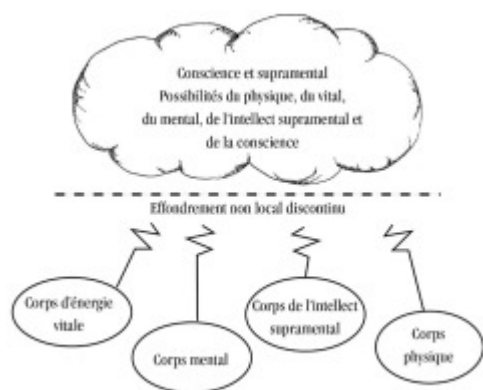 Conscience et supramental
Possibilités du physique, du vital,
du mental, de l'intellect supramental et
de la conscience
Effondrement non local discontinu
Corps d'énergie
vitale
Corps mental
Corps de l'intellect
supramental
Corps
physique